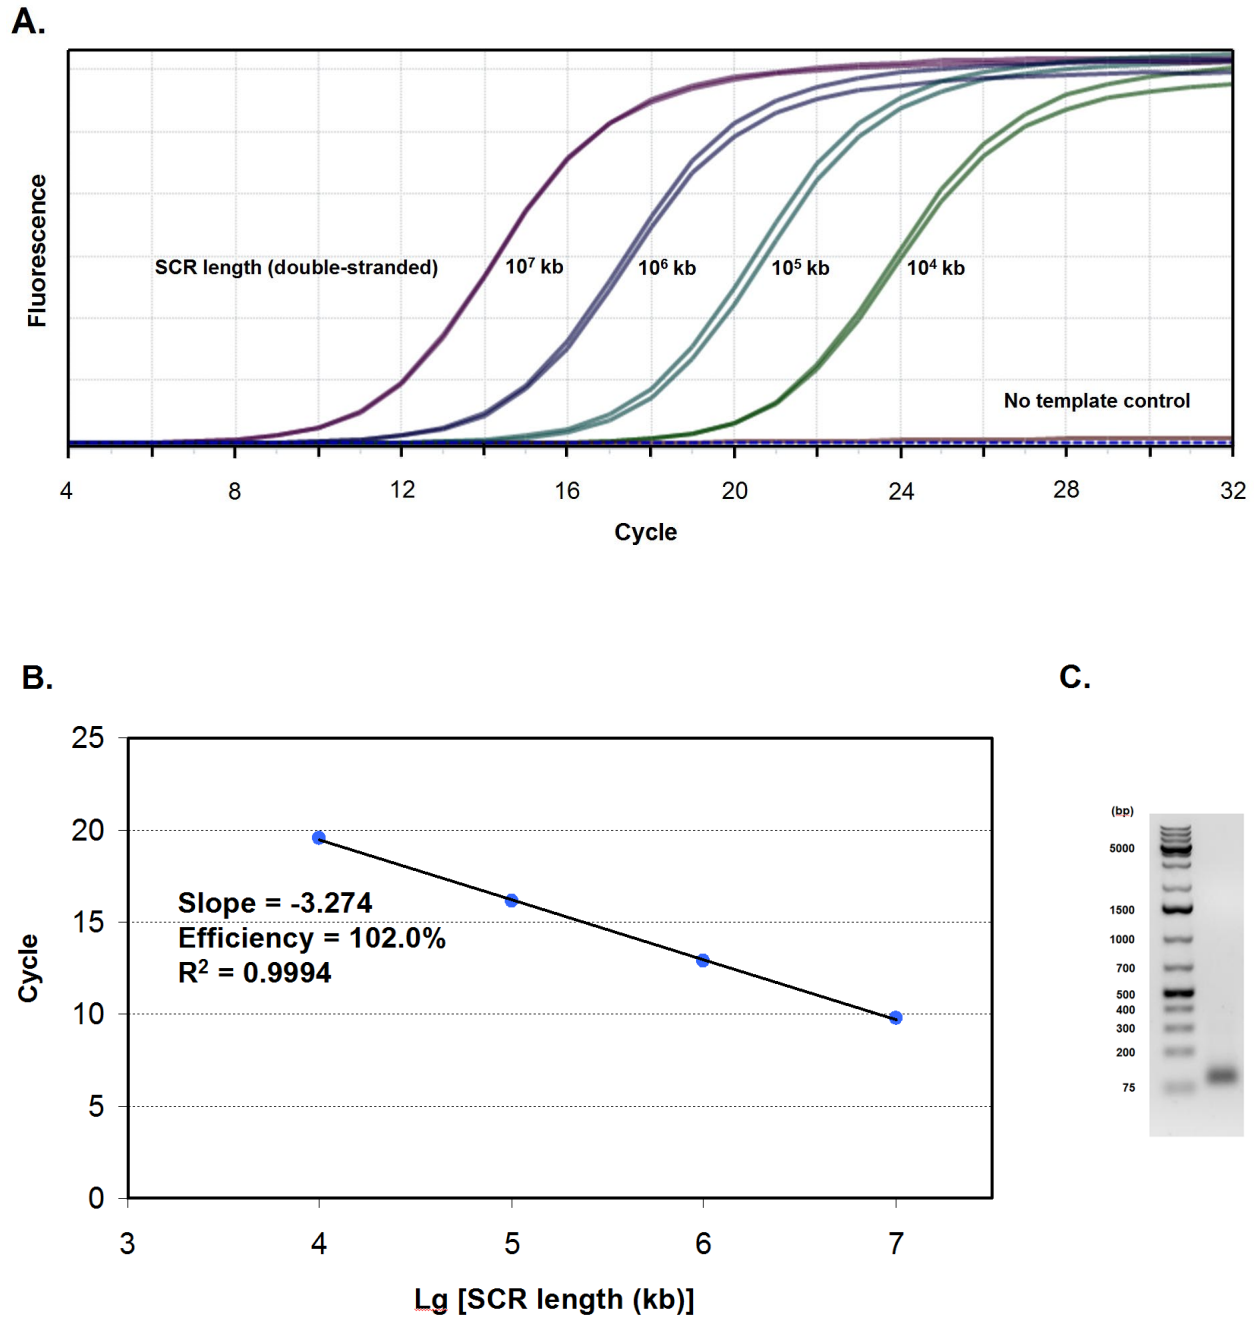 A.
Fluorescence
SCR length (double-stranded)
10⁷ kb
10⁶ kb
10⁵ kb
10⁴ kb
No template control
4 8 12 16 20 24 28 32
Cycle
B.
25
20
15
10
5
0
Cycle
Slope = -3.274
Efficiency = 102.0%
R² = 0.9994
3 4 5 6 7
Lg [SCR length (kb)]
C.
(bp)
5000
1500
1000
700
500
400
300
200
75